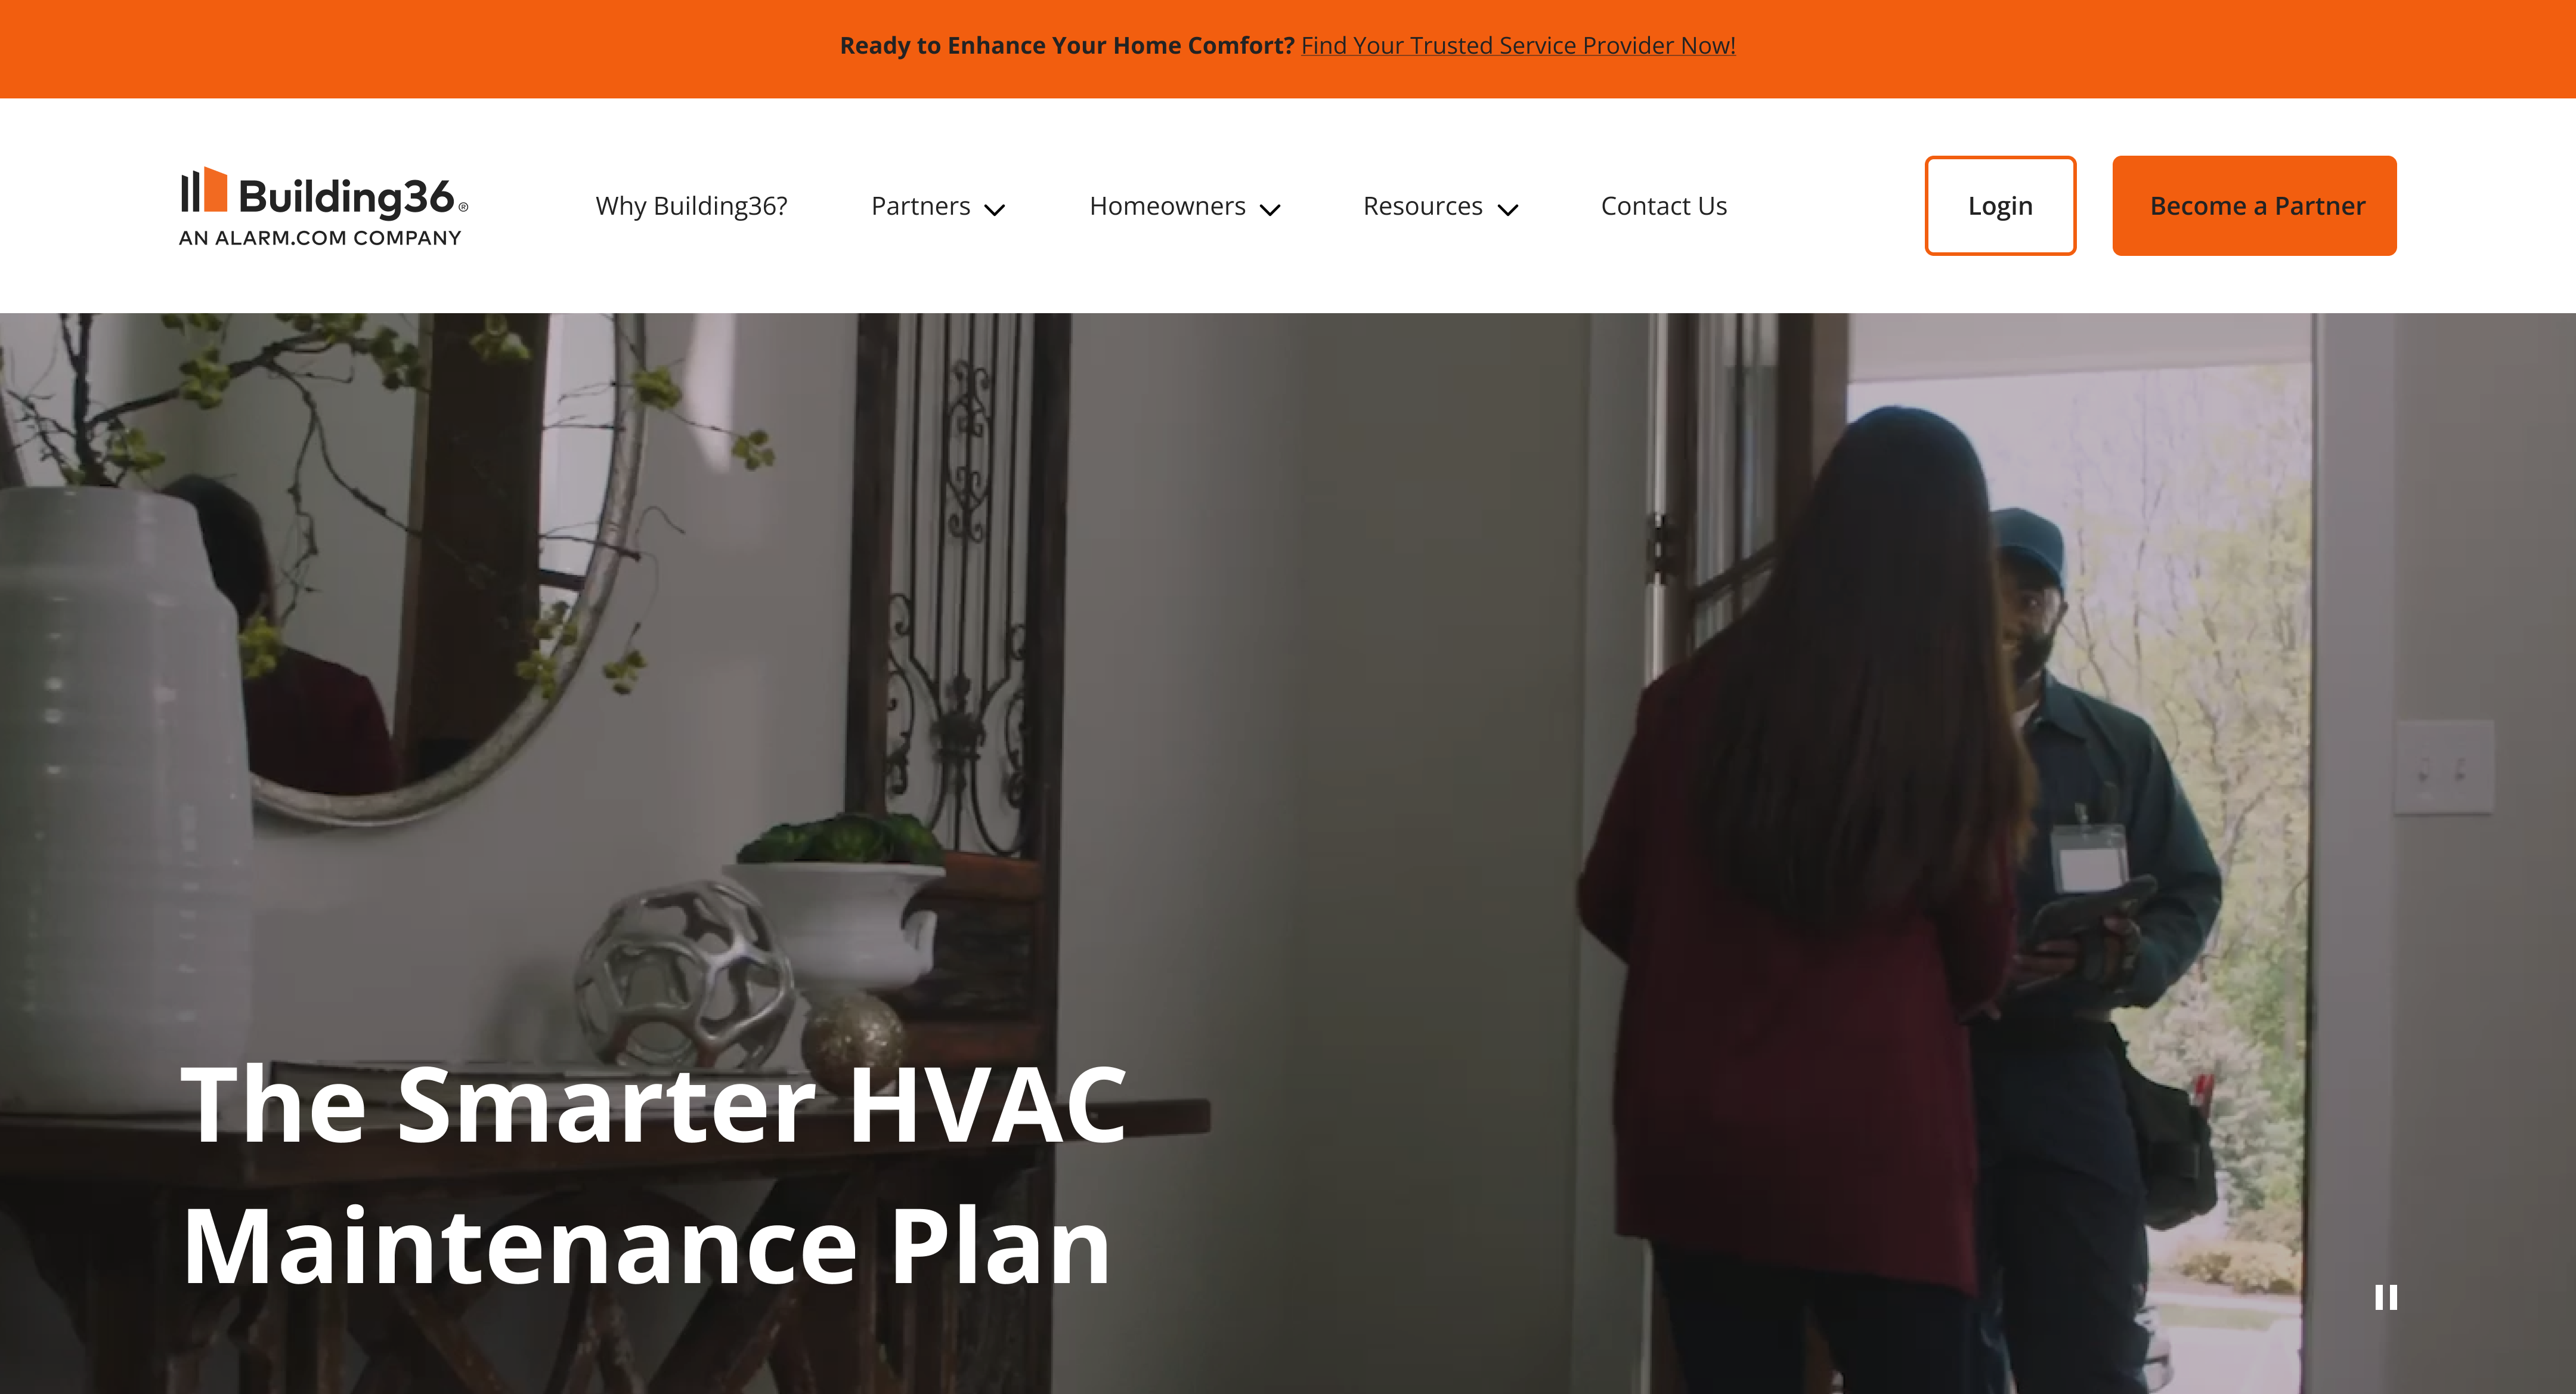 Ready to Enhance Your Home Comfort? Find Your Trusted Service Provider Now!
Building36®
AN ALARM.COM COMPANY
Why Building36?
Partners
Homeowners
Resources
Contact Us
Login
Become a Partner
The Smarter HVAC
Maintenance Plan